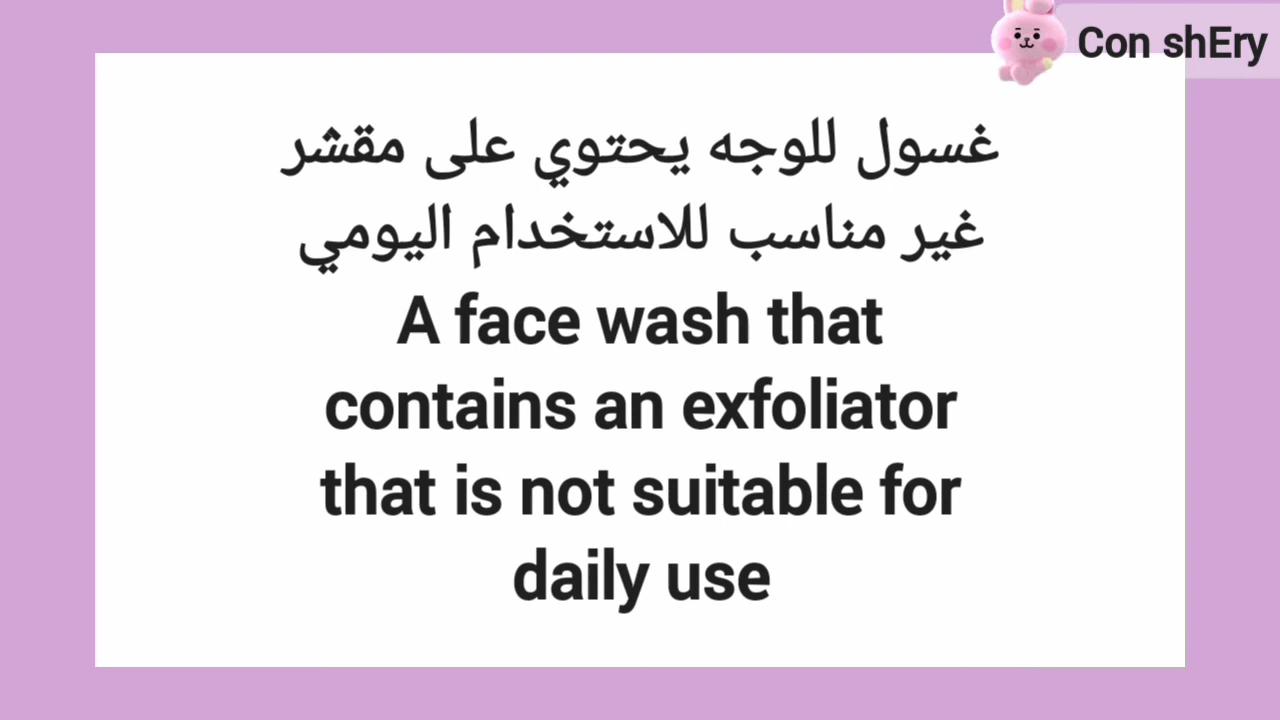 Con shEry
غسول للوجه يحتوي على مقشر
غير مناسب للاستخدام اليومي
A face wash that
contains an exfoliator
that is not suitable for
daily use